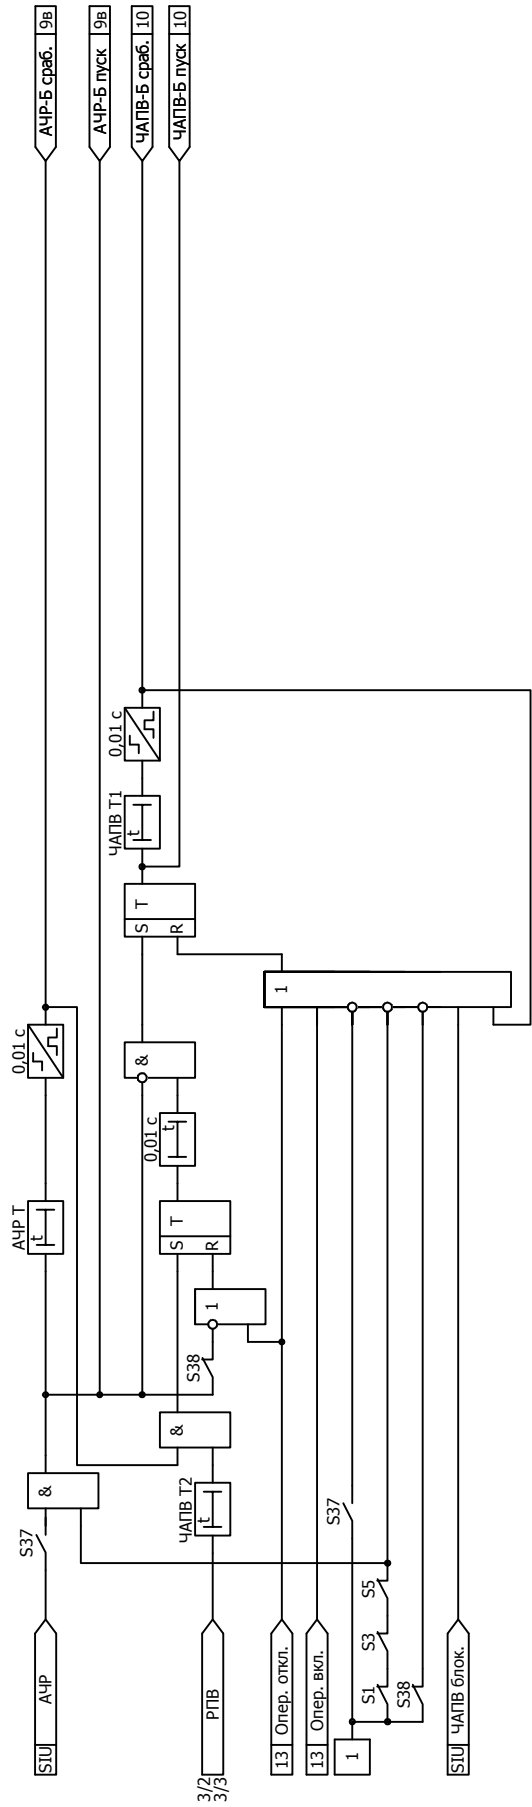 SIU АЧР
S37
&
АЧР Т
t
0,01 с
АЧР-Б сраб. 9в
АЧР-Б пуск 9в
3/2
3/3
РПВ
ЧАПВ Т2
t
&
S38
1
S T
R
0,01 с
t
&
S T
R
ЧАПВ Т1
t
0,01 с
ЧАПВ-Б сраб. 10
ЧАПВ-Б пуск 10
13 Опер. откл.
13 Опер. вкл.
1
S37
S1
S3
S5
S38
SIU ЧАПВ блок.
1